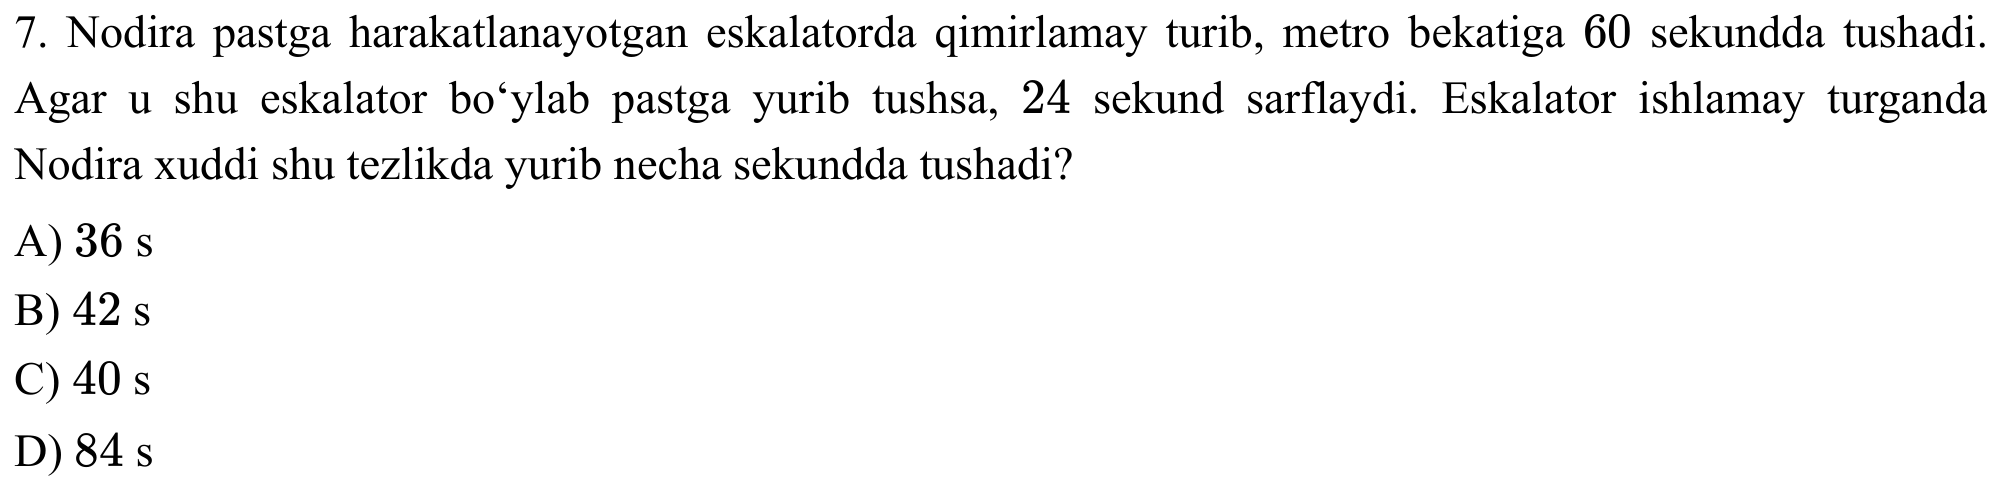 7. Nodira pastga harakatlanayotgan eskalatorda qimirlamay turib, metro bekatiga 60 sekundda tushadi.
Agar u shu eskalator bo‘ylab pastga yurib tushsa, 24 sekund sarflaydi. Eskalator ishlamay turganda
Nodira xuddi shu tezlikda yurib necha sekundda tushadi?
A) 36 s
B) 42 s
C) 40 s
D) 84 s